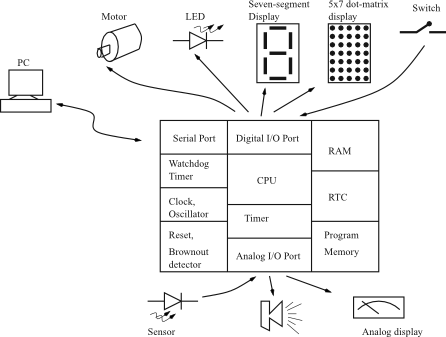 Motor
LED
Seven-segment
Display
5x7 dot-matrix
display
Switch
PC
Serial Port
Digital I/O Port
RAM
Watchdog
Timer
CPU
RTC
Clock,
Oscillator
Timer
Reset,
Brownout
detector
Program
Memory
Analog I/O Port
Sensor
Analog display